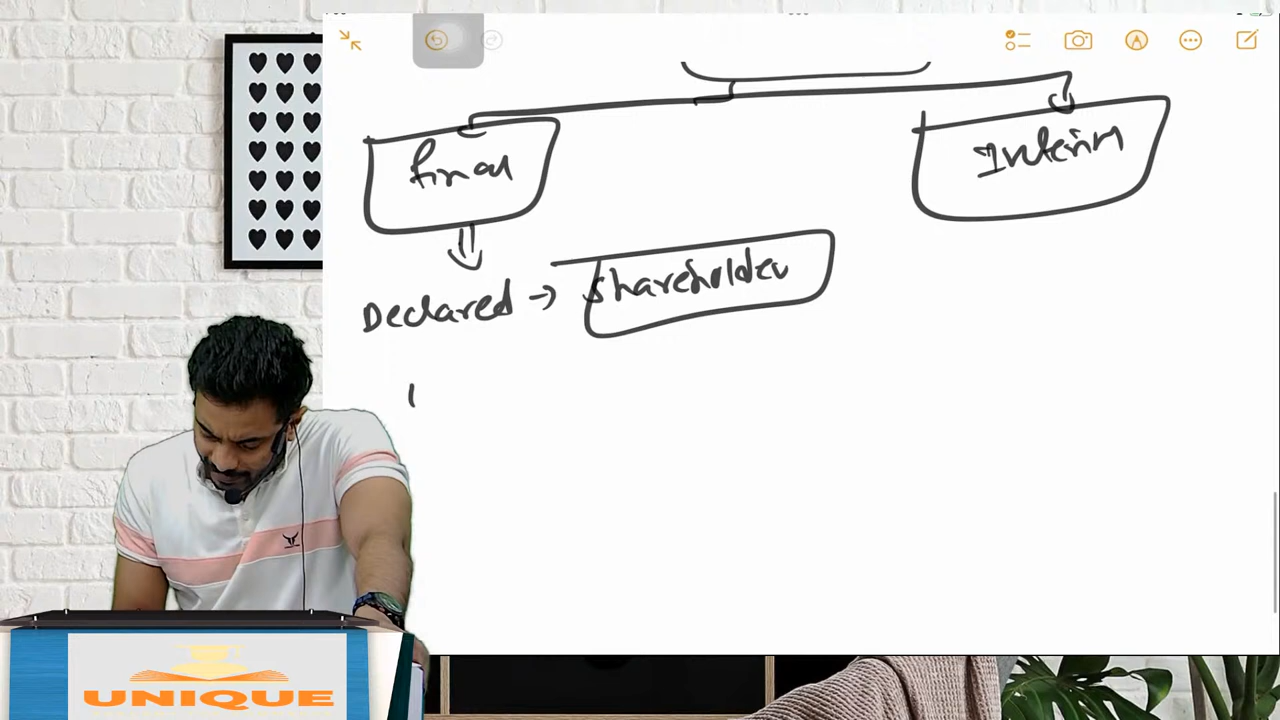 Final
Interim
Declared → Shareholder
UNIQUE